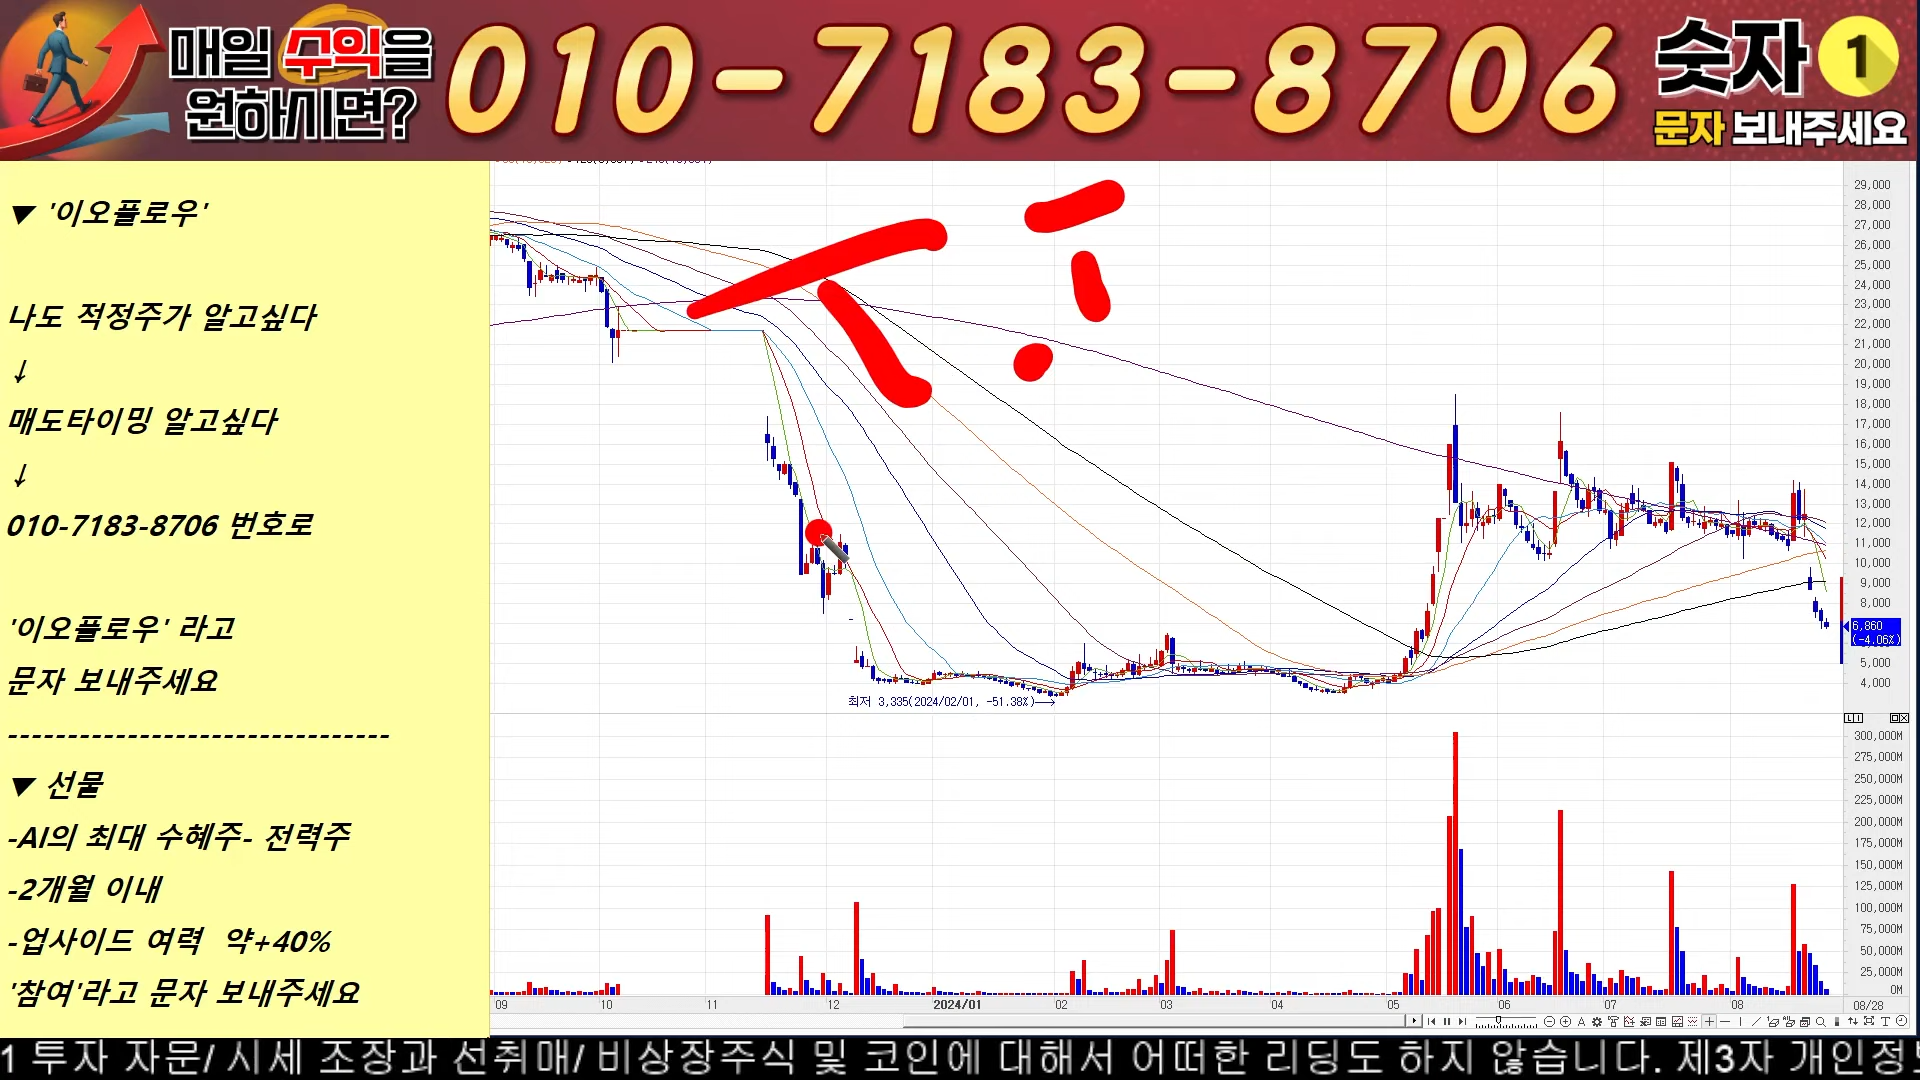 매일 수익을
원하시면?
010-7183-8706
숫자 1
문자 보내주세요
▼ '이오플로우'
나도 적정주가 알고싶다
↓
매도타이밍 알고싶다
↓
010-7183-8706 번호로
'이오플로우' 라고
문자 보내주세요
--------------------------------
▼ 선물
-AI의 최대 수혜주- 전력주
-2개월 이내
-업사이드 여력 약+40%
'참여'라고 문자 보내주세요
29,000
28,000
27,000
26,000
25,000
24,000
23,000
22,000
21,000
20,000
19,000
18,000
17,000
16,000
15,000
14,000
13,000
12,000
11,000
10,000
9,000
8,000
6,860
(-4.06%)
5,000
4,000
최저 3,335(2024/02/01, -51.38%)→
300,000M
275,000M
250,000M
225,000M
200,000M
175,000M
150,000M
125,000M
100,000M
75,000M
50,000M
25,000M
0M
09 10 11 12 2024/01 02 03 04 05 06 07 08 08/28
1 투자 자문/ 시세 조장과 선취매/ 비상장주식 및 코인에 대해서 어떠한 리딩도 하지 않습니다. 제3자 개인정